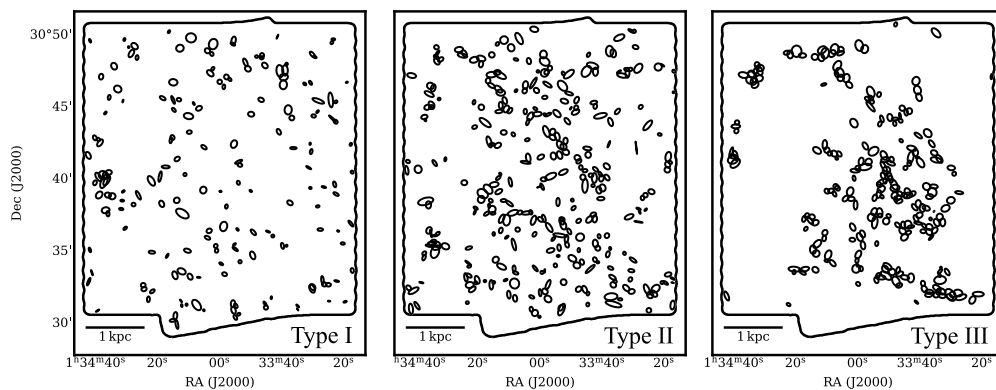 30°50'
45'
40'
35'
30'
Dec (J2000)
1 kpc
Type I
1 kpc
Type II
1 kpc
Type III
1ʰ34ᵐ40ˢ 20ˢ 00ˢ 33ᵐ40ˢ 20ˢ
1ʰ34ᵐ40ˢ 20ˢ 00ˢ 33ᵐ40ˢ 20ˢ
1ʰ34ᵐ40ˢ 20ˢ 00ˢ 33ᵐ40ˢ 20ˢ
RA (J2000)
RA (J2000)
RA (J2000)